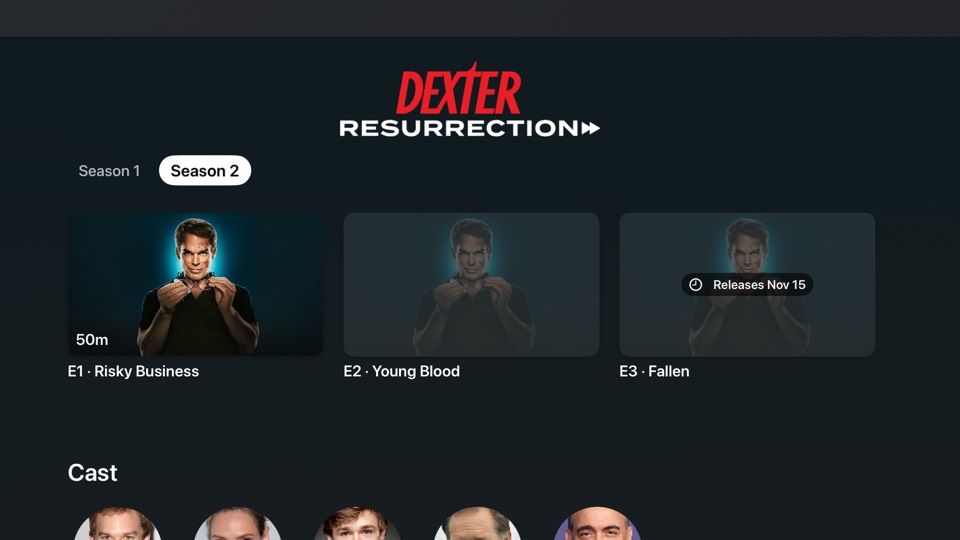 DEXTER
RESURRECTION
Season 1
Season 2
50m
Releases Nov 15
E1 · Risky Business
E2 · Young Blood
E3 · Fallen
Cast